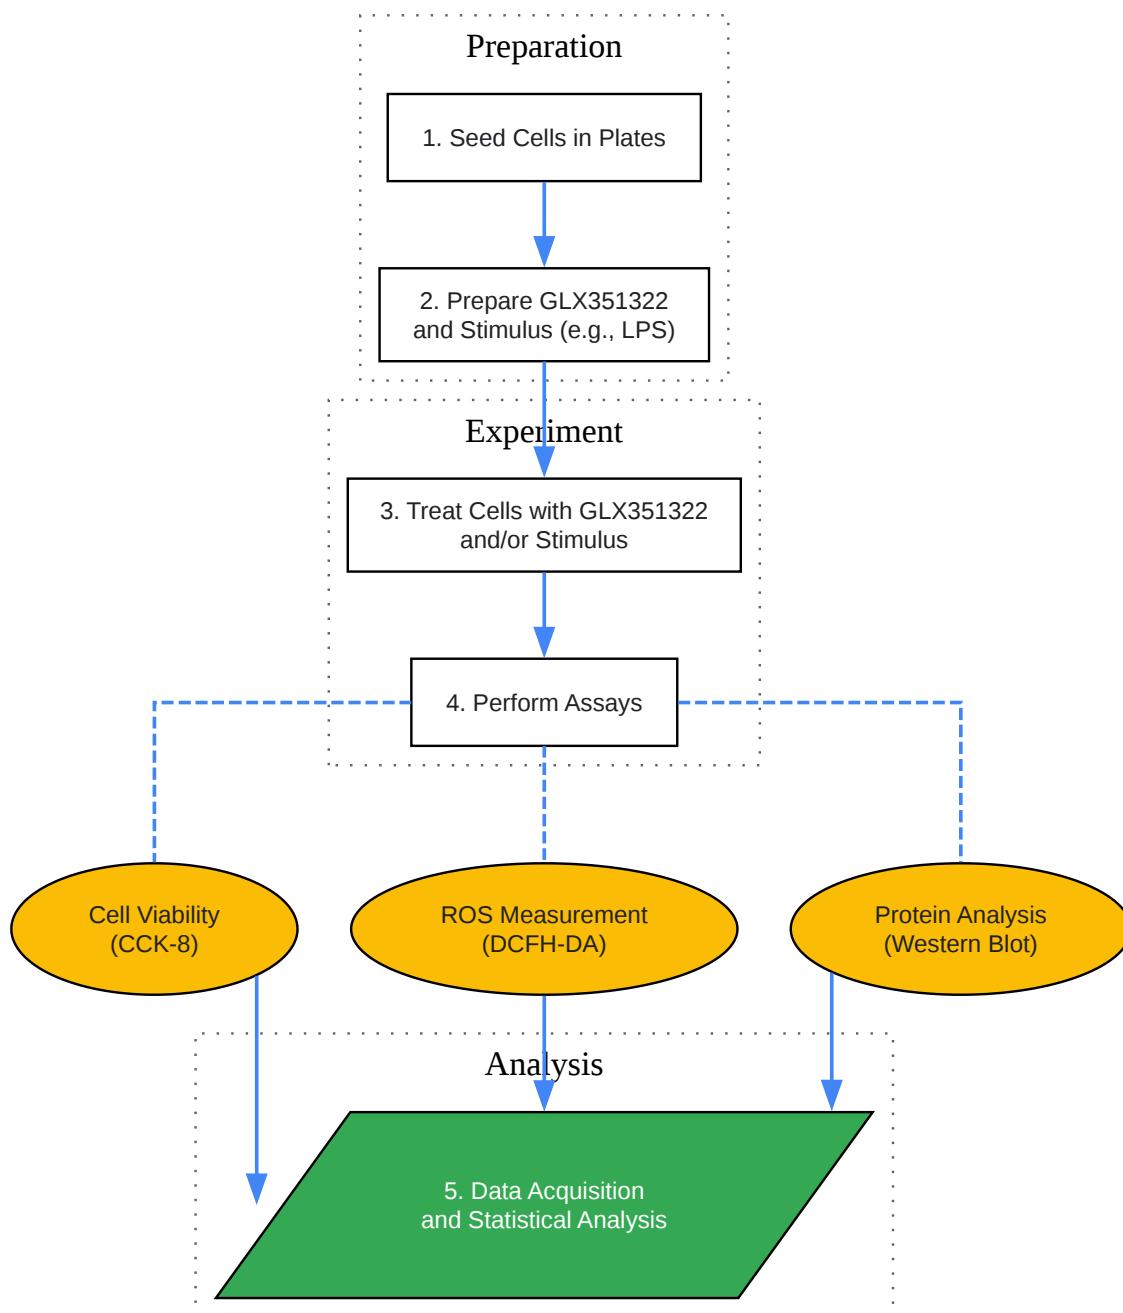 Preparation
1. Seed Cells in Plates
2. Prepare GLX351322
and Stimulus (e.g., LPS)
Experiment
3. Treat Cells with GLX351322
and/or Stimulus
4. Perform Assays
Cell Viability
(CCK-8)
ROS Measurement
(DCFH-DA)
Protein Analysis
(Western Blot)
Analysis
5. Data Acquisition
and Statistical Analysis